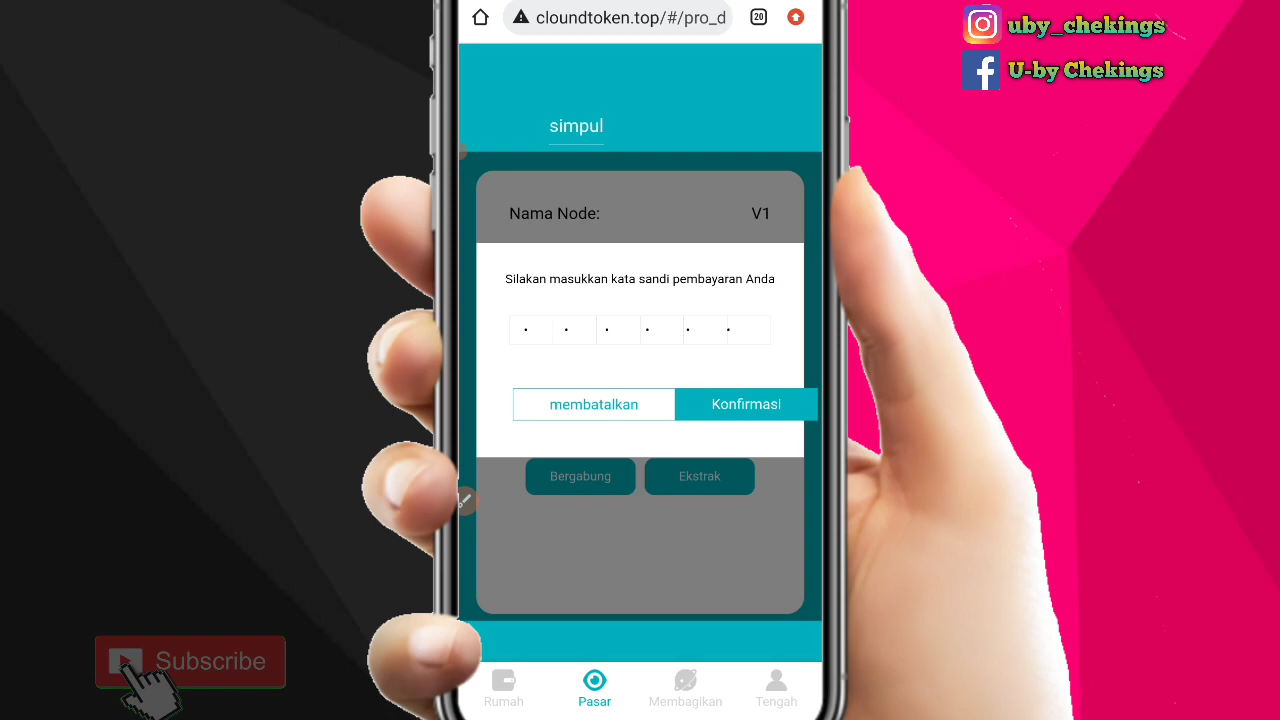 cloundtoken.top/#/pro_d
20
uby_chekings
U-by Chekings
simpul
Nama Node: V1
Silakan masukkan kata sandi pembayaran Anda
membatalkan Konfirmasi
Bergabung Ekstrak
Subscribe
Rumah Pasar Membagikan Tengah